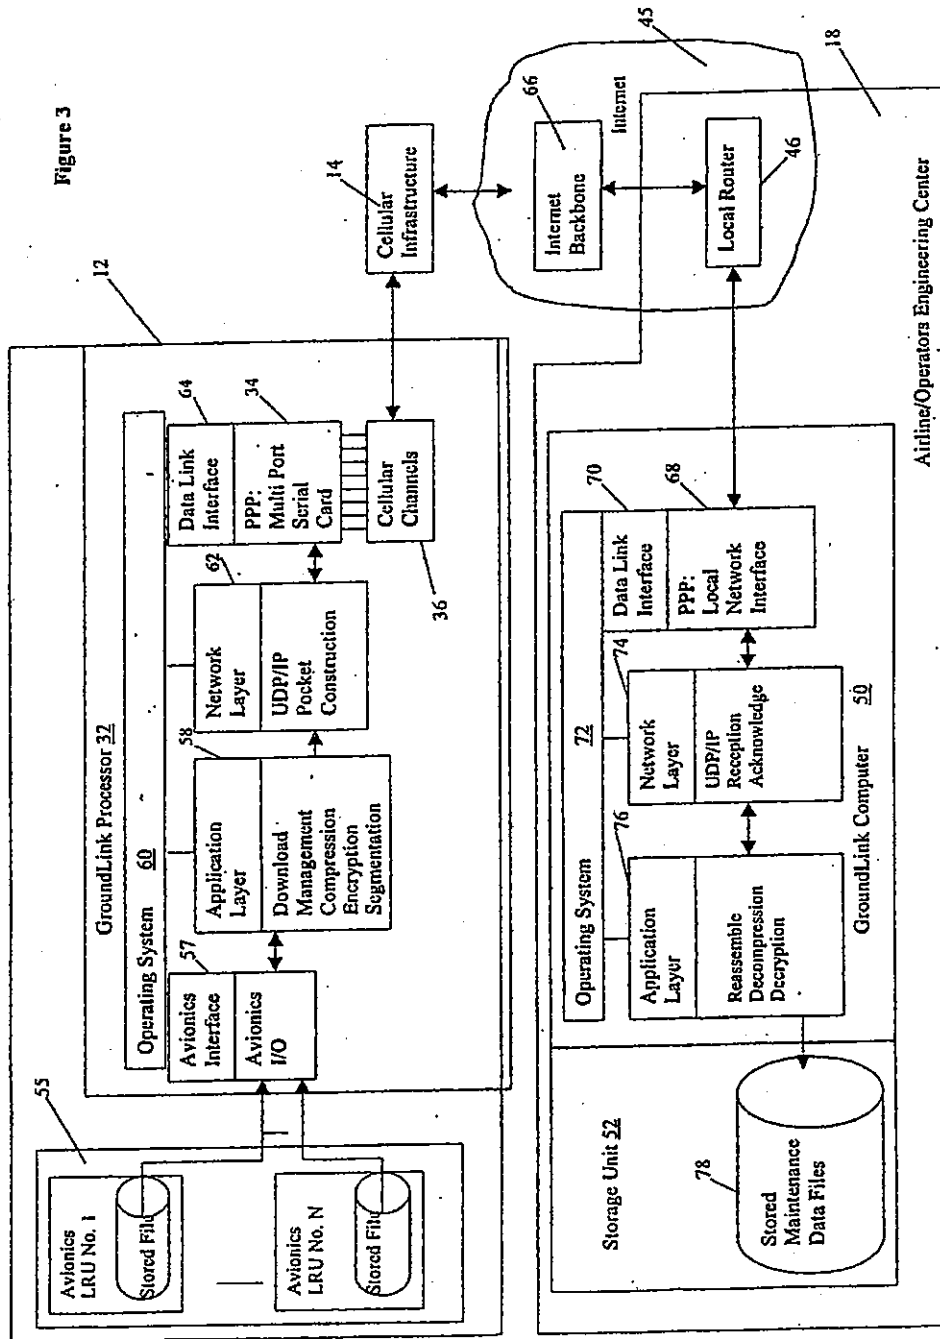 Figure 3
12
GroundLink Processor 32
Operating System 60
55
Avionics
LRU No. 1
Stored File
Avionics
LRU No. N
Stored File
57
Avionics
Interface
Avionics
I/O
58
Application
Layer
Download
Management
Compression
Encryption
Segmentation
62
Network
Layer
UDP/IP
Pocket
Construction
64
Data Link
Interface
34
PPP:
Multi Port
Serial
Card
Cellular
Channels
36
14
Cellular
Infrastructure
45
66
Internet
Backbone
Internet
Local Router
46
18
Airline/Operators Engineering Center
Operating System 72
70
Data Link
Interface
68
PPP:
Local
Network
Interface
74
Network
Layer
UDP/IP
Reception
Acknowledge
76
Application
Layer
Reassemble
Decompression
Decryption
GroundLink Computer 50
Storage Unit 52
78
Stored
Maintenance
Data Files